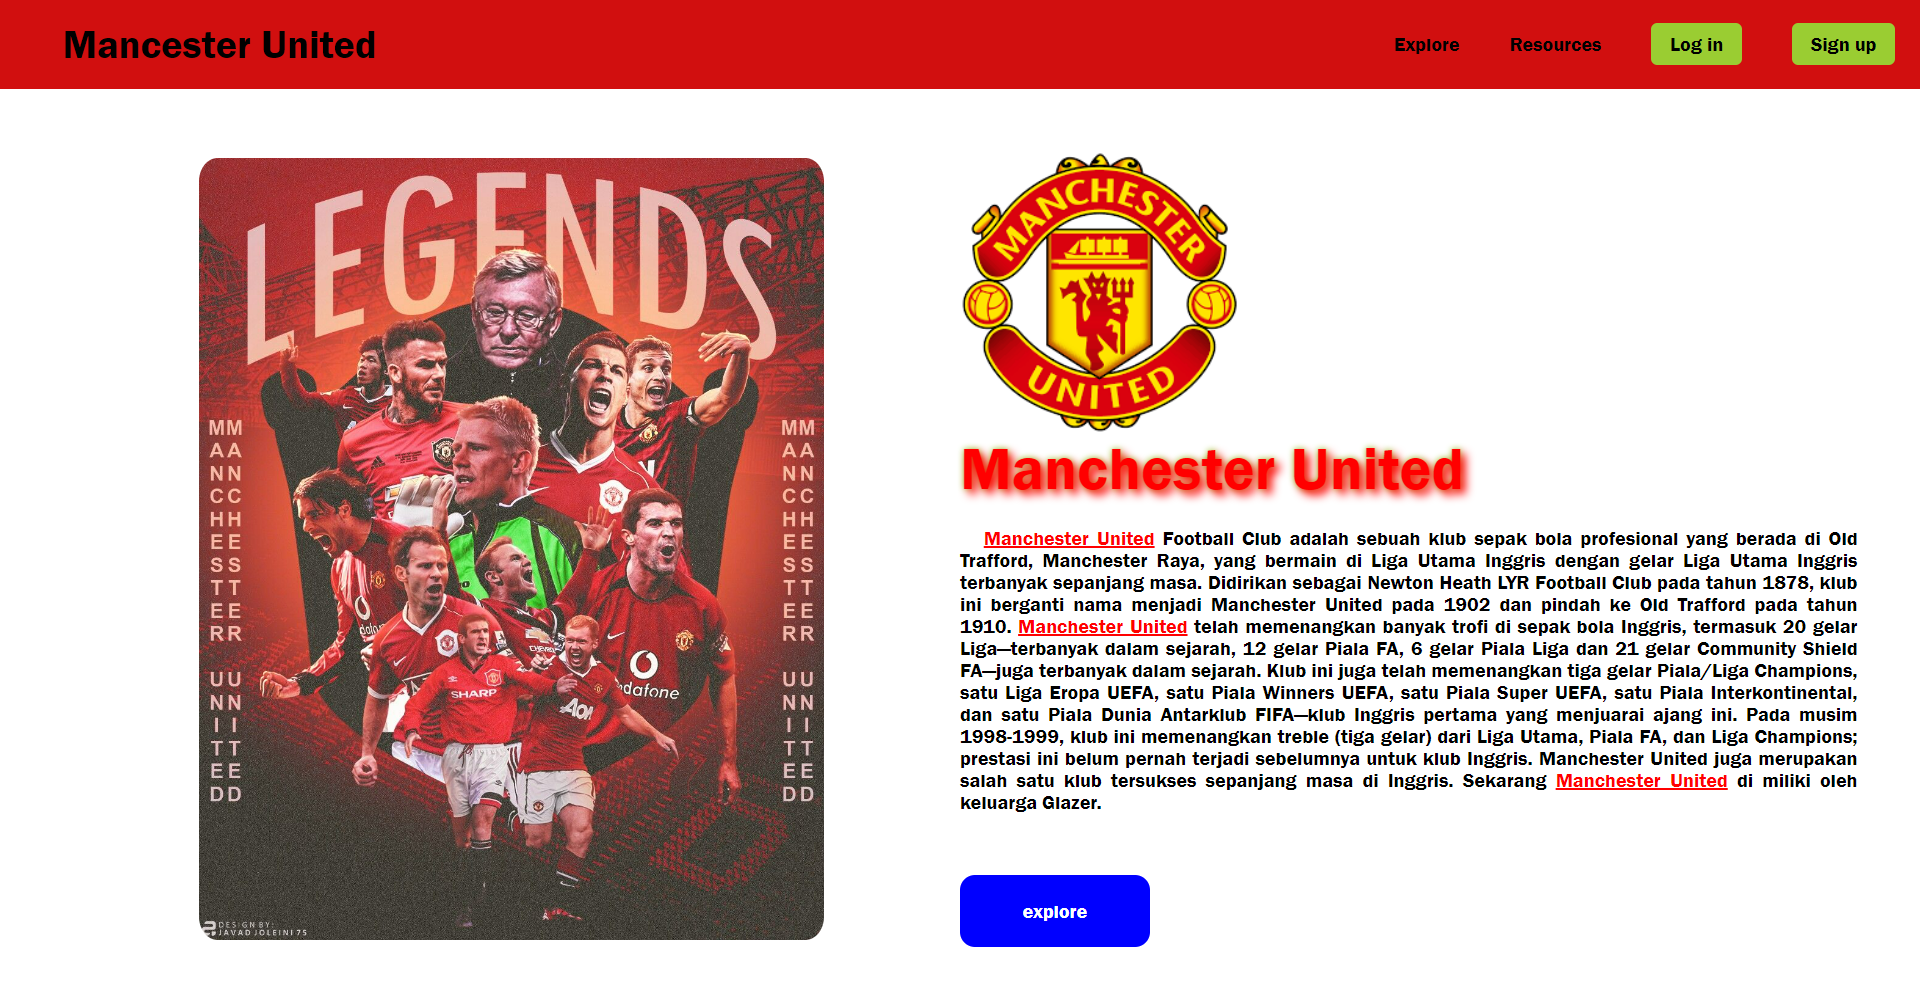 Mancester United
Explore
Resources
Log in
Sign up
LEGENDS
MANCHESTER UNITED
MANCHESTER UNITED
MANCHESTER UNITED
MANCHESTER UNITED
SHARP
AON
vodafone
DESIGN BY:
JAVAD JOLEINI 75
MANCHESTER
UNITED
Manchester United
Manchester United Football Club adalah sebuah klub sepak bola profesional yang berada di Old
Trafford, Manchester Raya, yang bermain di Liga Utama Inggris dengan gelar Liga Utama Inggris
terbanyak sepanjang masa. Didirikan sebagai Newton Heath LYR Football Club pada tahun 1878, klub
ini berganti nama menjadi Manchester United pada 1902 dan pindah ke Old Trafford pada tahun
1910. Manchester United telah memenangkan banyak trofi di sepak bola Inggris, termasuk 20 gelar
Liga—terbanyak dalam sejarah, 12 gelar Piala FA, 6 gelar Piala Liga dan 21 gelar Community Shield
FA—juga terbanyak dalam sejarah. Klub ini juga telah memenangkan tiga gelar Piala/Liga Champions,
satu Liga Eropa UEFA, satu Piala Winners UEFA, satu Piala Super UEFA, satu Piala Interkontinental,
dan satu Piala Dunia Antarklub FIFA—klub Inggris pertama yang menjuarai ajang ini. Pada musim
1998-1999, klub ini memenangkan treble (tiga gelar) dari Liga Utama, Piala FA, dan Liga Champions;
prestasi ini belum pernah terjadi sebelumnya untuk klub Inggris. Manchester United juga merupakan
salah satu klub tersukses sepanjang masa di Inggris. Sekarang Manchester United di miliki oleh
keluarga Glazer.
explore